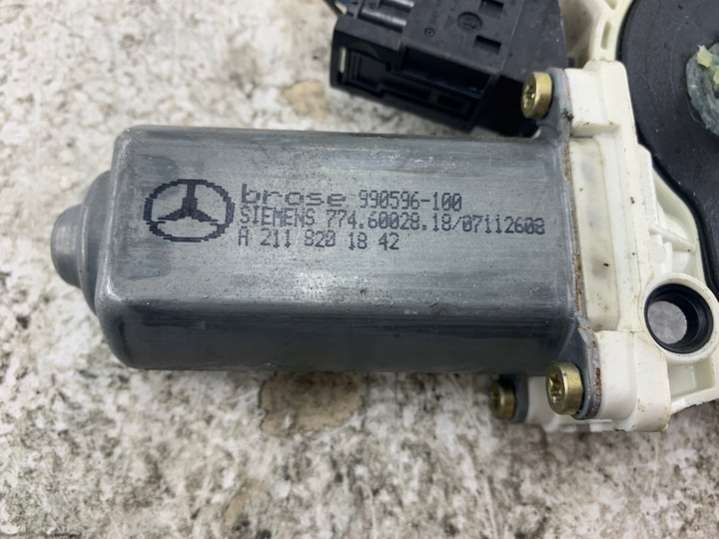 brose 990596-100
SIEMENS 774.60028.18/07112608
A 211 820 18 42